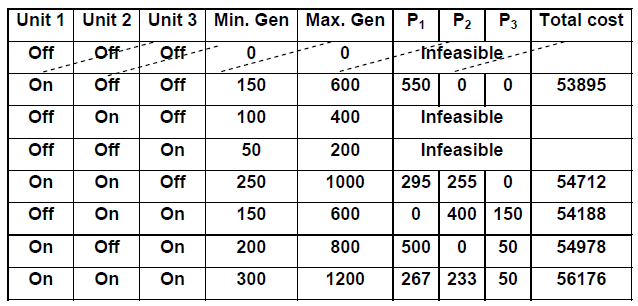 Unit 1 Unit 2 Unit 3 Min. Gen Max. Gen P1 P2 P3 Total cost
Off Off Off 0 0 Infeasible
On Off Off 150 600 550 0 0 53895
Off On Off 100 400 Infeasible
Off Off On 50 200 Infeasible
On On Off 250 1000 295 255 0 54712
Off On On 150 600 0 400 150 54188
On Off On 200 800 500 0 50 54978
On On On 300 1200 267 233 50 56176